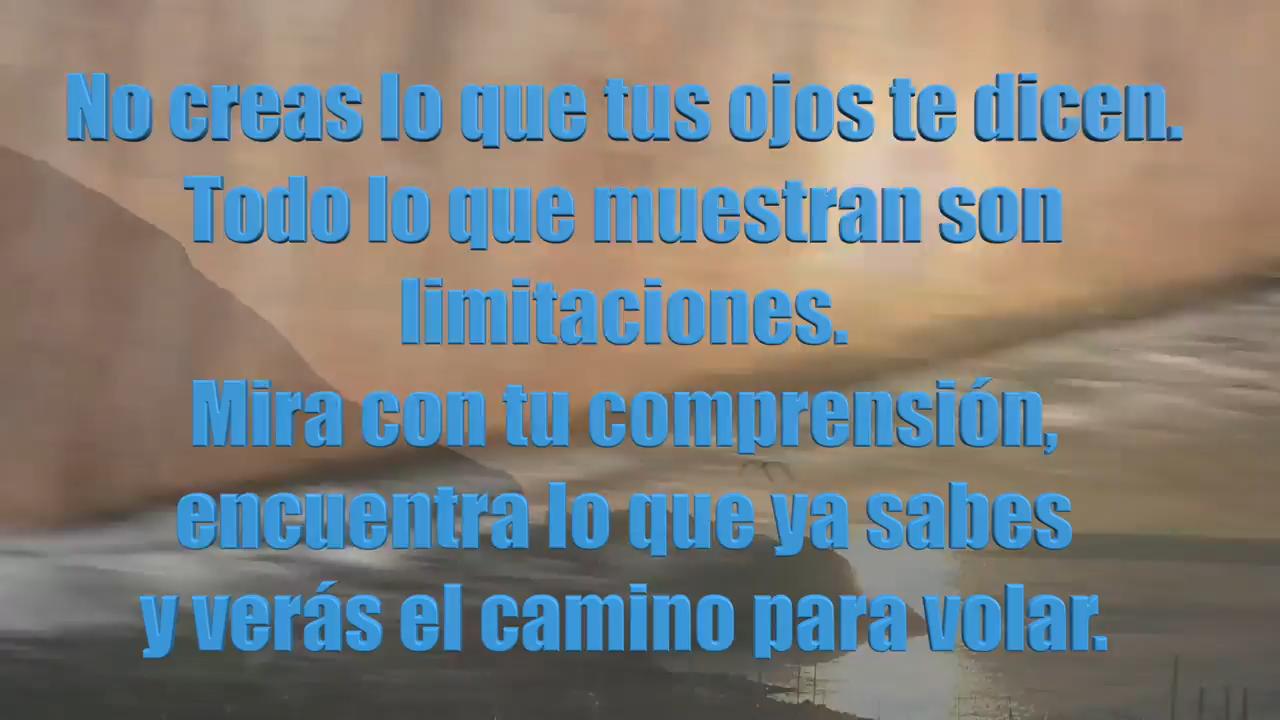 No creas lo que tus ojos te dicen.
Todo lo que muestran son
limitaciones.
Mira con tu comprensión,
encuentra lo que ya sabes
y verás el camino para volar.